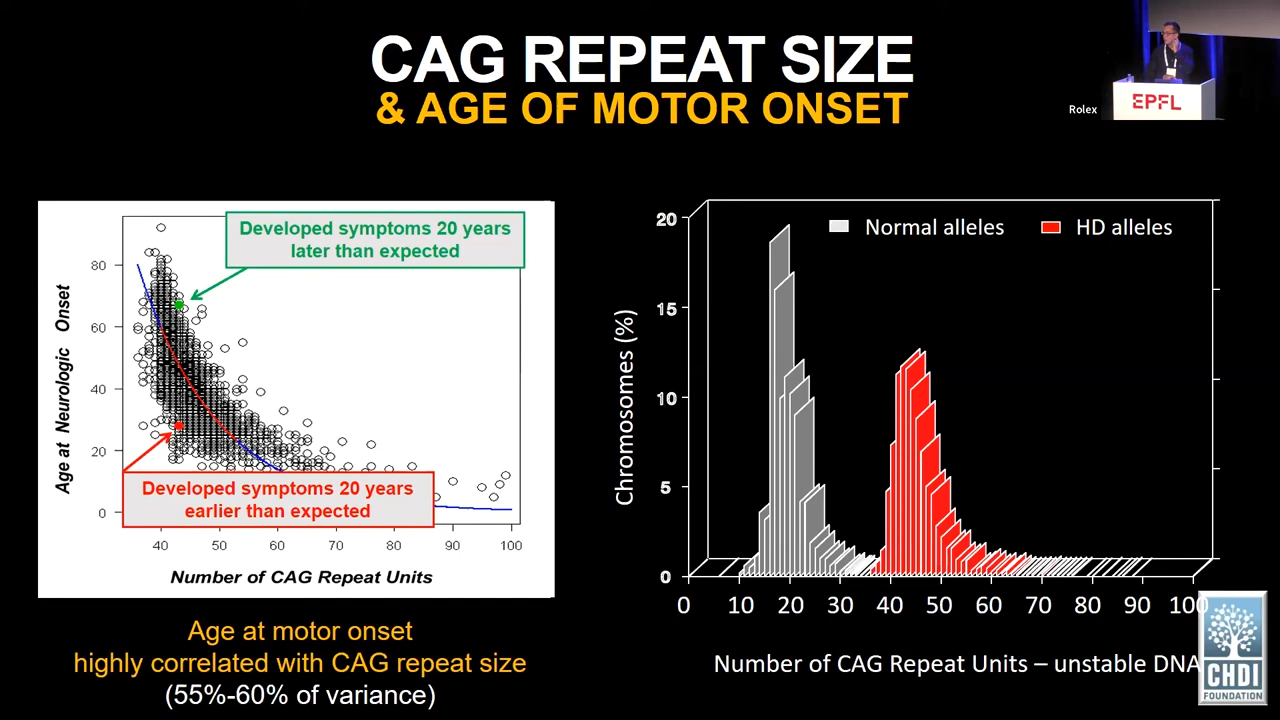 CAG REPEAT SIZE
& AGE OF MOTOR ONSET
Rolex
EPFL
Developed symptoms 20 years
later than expected
Age at Neurologic Onset
80
60
40
20
0
Developed symptoms 20 years
earlier than expected
40
50
60
70
80
90
100
Number of CAG Repeat Units
Age at motor onset
highly correlated with CAG repeat size
(55%-60% of variance)
Normal alleles
HD alleles
Chromosomes (%)
20
15
10
5
0
0
10
20
30
40
50
60
70
80
90
100
Number of CAG Repeat Units – unstable DNA
CHDI
FOUNDATION